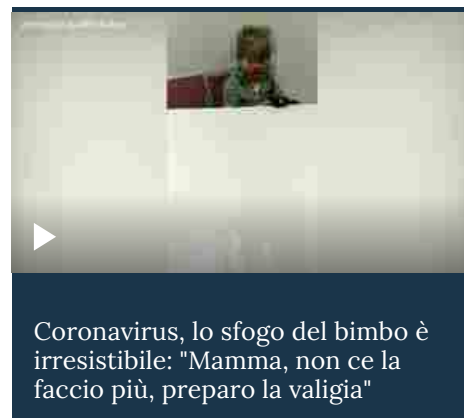 Coronavirus, lo sfogo del bimbo è
irresistibile: "Mamma, non ce la
faccio più, preparo la valigia"